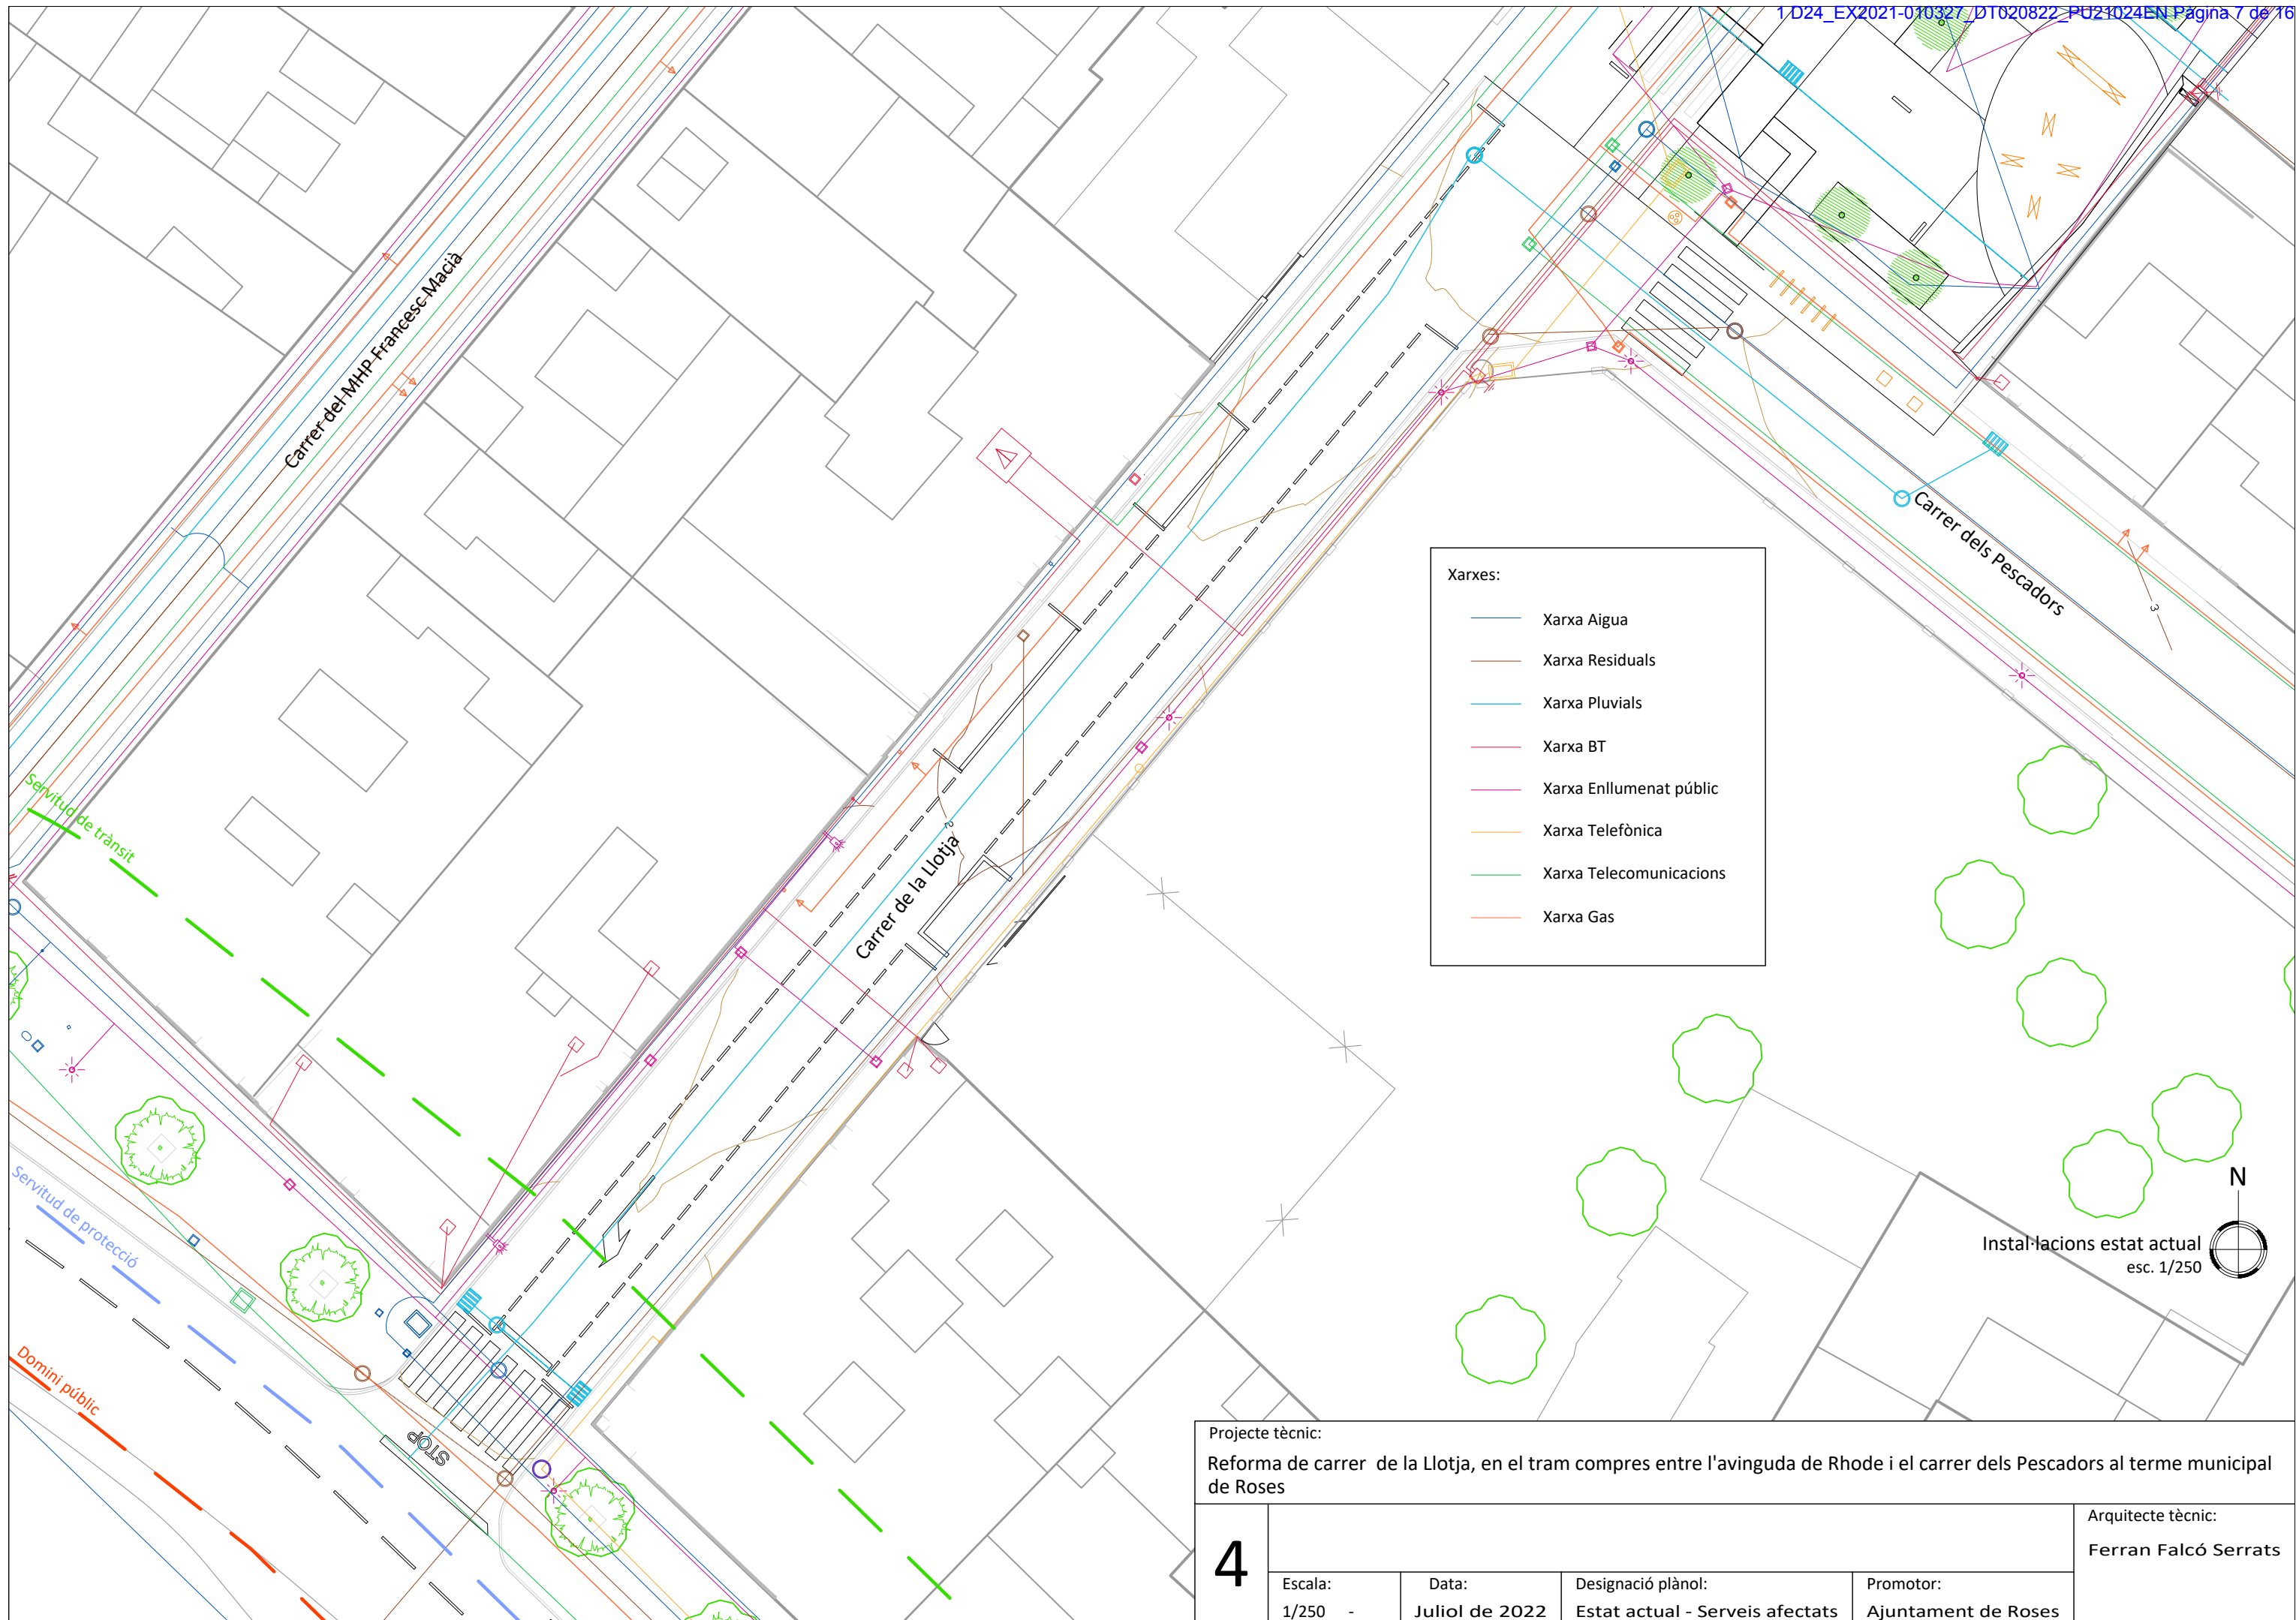 1 D24_EX2021-010327_DT020822_PU21024EN Página 7 de 16
Carrer del MHP Francesc Macià
Carrer dels Pescadors
3
Xarxes:
Xarxa Aigua
Xarxa Residuals
Xarxa Pluvials
Xarxa BT
Xarxa Enllumenat públic
Xarxa Telefònica
Xarxa Telecomunicacions
Xarxa Gas
2
Carrer de la Llotja
Servitud de trànsit
Servitud de protecció
Domini públic
STOP
N
Instal·lacions estat actual
esc. 1/250
Projecte tècnic:
Reforma de carrer de la Llotja, en el tram compres entre l'avinguda de Rhode i el carrer dels Pescadors al terme municipal
de Roses
4
Arquitecte tècnic:
Ferran Falcó Serrats
Escala:
1/250 -
Data:
Juliol de 2022
Designació plànol:
Estat actual - Serveis afectats
Promotor:
Ajuntament de Roses